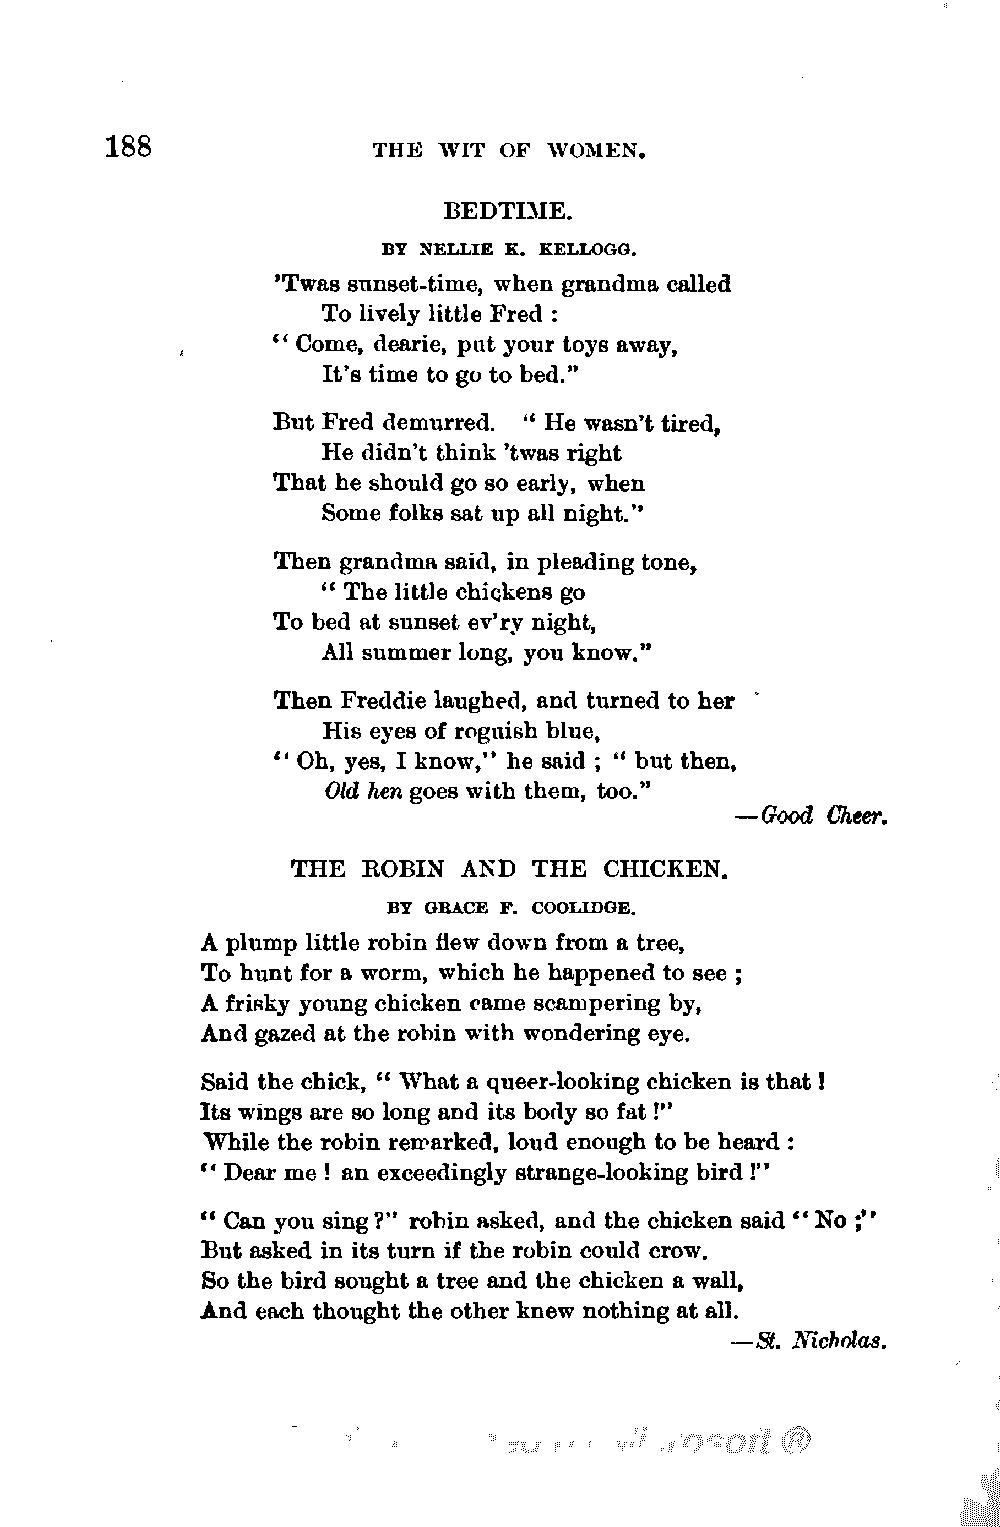 188
THE WIT OF WOMEN.
BEDTIME.
BY NELLIE K. KELLOGG.
'Twas sunset-time, when grandma called
To lively little Fred :
“ Come, dearie, put your toys away,
It's time to go to bed.”
But Fred demurred. “ He wasn't tired,
He didn't think 'twas right
That he should go so early, when
Some folks sat up all night.”
Then grandma said, in pleading tone,
“ The little chickens go
To bed at sunset ev'ry night,
All summer long, you know.”
Then Freddie laughed, and turned to her
His eyes of roguish blue,
“ Oh, yes, I know,” he said ; “ but then,
Old hen goes with them, too.”
—Good Cheer.
THE ROBIN AND THE CHICKEN.
BY GRACE F. COOLIDGE.
A plump little robin flew down from a tree,
To hunt for a worm, which he happened to see ;
A frisky young chicken came scampering by,
And gazed at the robin with wondering eye.
Said the chick, “ What a queer-looking chicken is that !
Its wings are so long and its body so fat !”
While the robin remarked, loud enough to be heard :
“ Dear me ! an exceedingly strange-looking bird !”
“ Can you sing ?” robin asked, and the chicken said “ No ;”
But asked in its turn if the robin could crow.
So the bird sought a tree and the chicken a wall,
And each thought the other knew nothing at all.
—St. Nicholas.